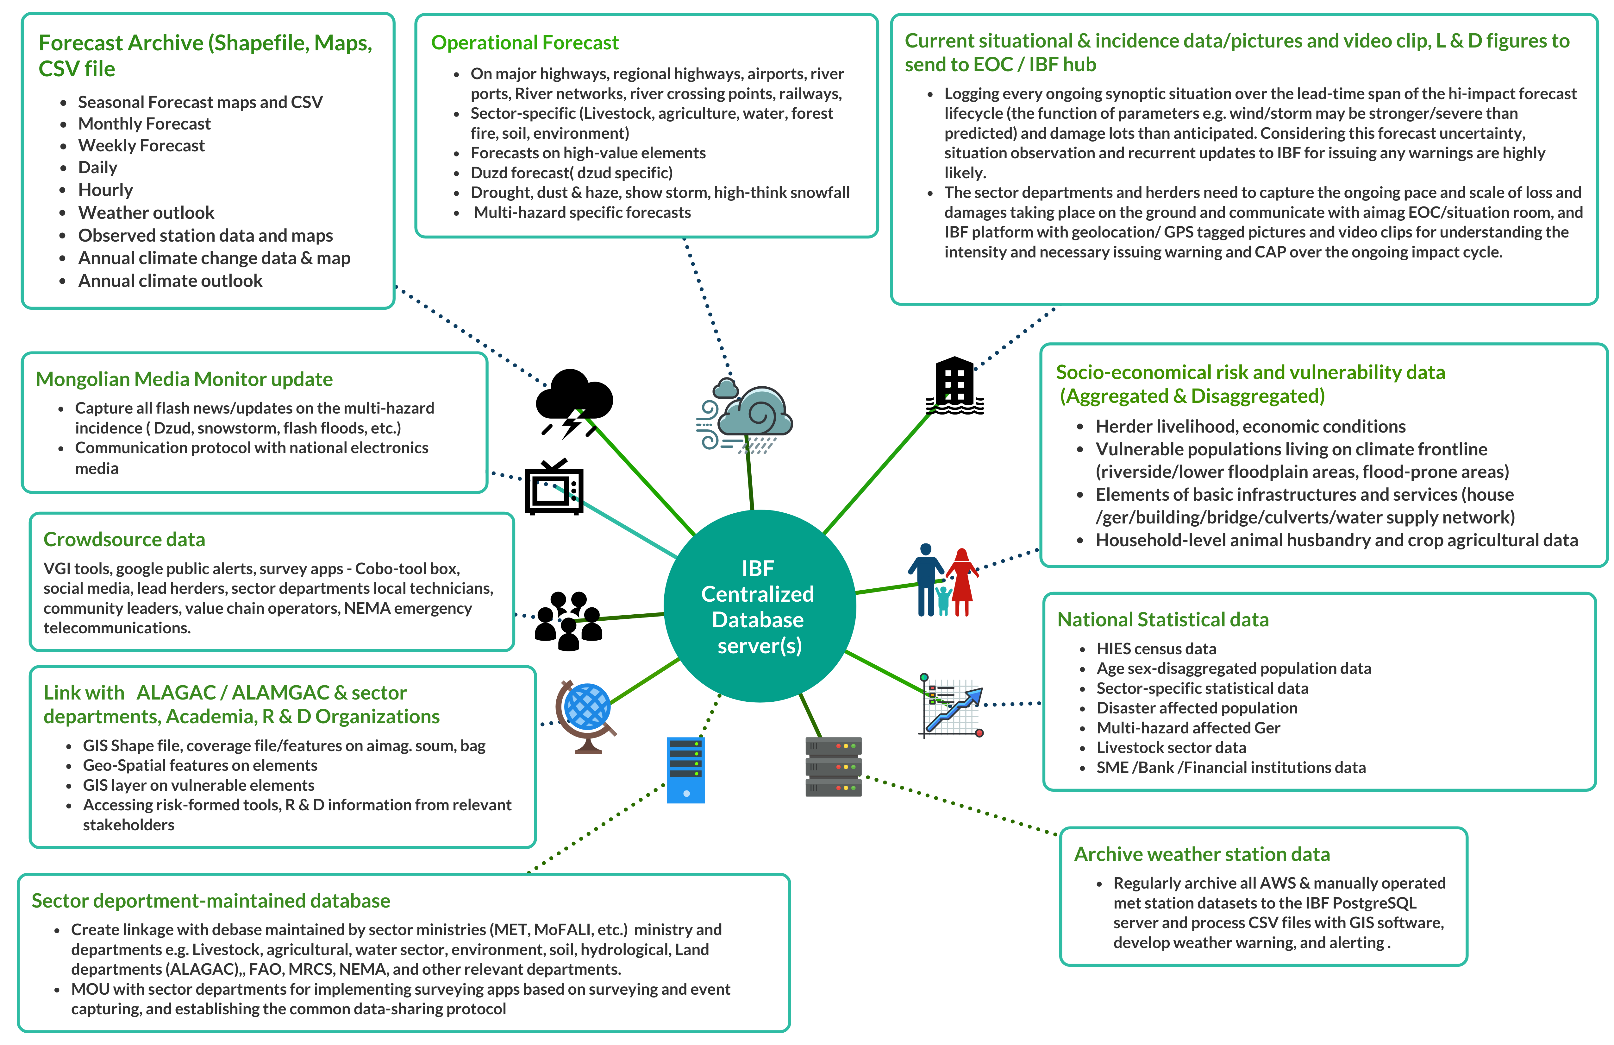 Forecast Archive (Shapefile, Maps,
CSV file
• Seasonal Forecast maps and CSV
• Monthly Forecast
• Weekly Forecast
• Daily
• Hourly
• Weather outlook
• Observed station data and maps
• Annual climate change data & map
• Annual climate outlook
Operational Forecast
• On major highways, regional highways, airports, river
ports, River networks, river crossing points, railways,
• Sector-specific (Livestock, agriculture, water, forest
fire, soil, environment)
• Forecasts on high-value elements
• Duzd forecast( dzud specific)
• Drought, dust & haze, show storm, high-think snowfall
• Multi-hazard specific forecasts
Current situational & incidence data/pictures and video clip, L & D figures to
send to EOC / IBF hub
• Logging every ongoing synoptic situation over the lead-time span of the hi-impact forecast
lifecycle (the function of parameters e.g. wind/storm may be stronger/severe than
predicted) and damage lots than anticipated. Considering this forecast uncertainty,
situation observation and recurrent updates to IBF for issuing any warnings are highly
likely.
• The sector departments and herders need to capture the ongoing pace and scale of loss and
damages taking place on the ground and communicate with aimag EOC/situation room, and
IBF platform with geolocation/ GPS tagged pictures and video clips for understanding the
intensity and necessary issuing warning and CAP over the ongoing impact cycle.
Mongolian Media Monitor update
• Capture all flash news/updates on the multi-hazard
incidence ( Dzud, snowstorm, flash floods, etc.)
• Communication protocol with national electronics
media
Socio-economical risk and vulnerability data
(Aggregated & Disaggregated)
• Herder livelihood, economic conditions
• Vulnerable populations living on climate frontline
(riverside/lower floodplain areas, flood-prone areas)
• Elements of basic infrastructures and services (house
/ger/building/bridge/culverts/water supply network)
• Household-level animal husbandry and crop agricultural data
Crowdsource data
VGI tools, google public alerts, survey apps - Cobo-tool box,
social media, lead herders, sector departments local technicians,
community leaders, value chain operators, NEMA emergency
telecommunications.
IBF
Centralized
Database
server(s)
National Statistical data
• HIES census data
• Age sex-disaggregated population data
• Sector-specific statistical data
• Disaster affected population
• Multi-hazard affected Ger
• Livestock sector data
• SME /Bank /Financial institutions data
Link with ALAGAC / ALAMGAC & sector
departments, Academia, R & D Organizations
• GIS Shape file, coverage file/features on aimag. soum, bag
• Geo-Spatial features on elements
• GIS layer on vulnerable elements
• Accessing risk-formed tools, R & D information from relevant
stakeholders
Archive weather station data
• Regularly archive all AWS & manually operated
met station datasets to the IBF PostgreSQL
server and process CSV files with GIS software,
develop weather warning, and alerting .
Sector deportment-maintained database
• Create linkage with debase maintained by sector ministries (MET, MoFALI, etc.) ministry and
departments e.g. Livestock, agricultural, water sector, environment, soil, hydrological, Land
departments (ALAGAC),, FAO, MRCS, NEMA, and other relevant departments.
• MOU with sector departments for implementing surveying apps based on surveying and event
capturing, and establishing the common data-sharing protocol